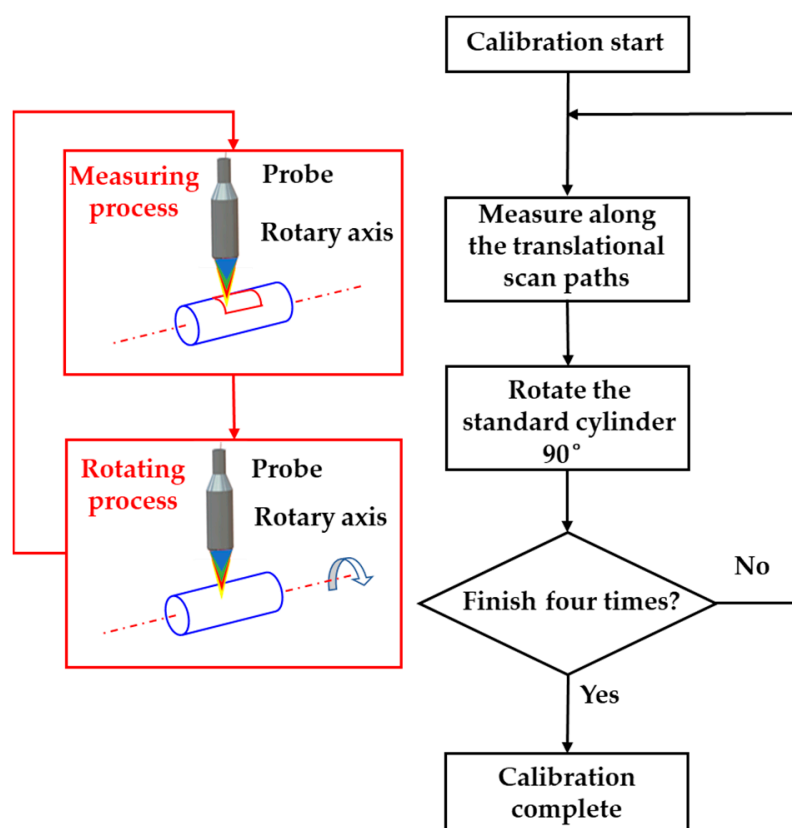 Calibration start
Measuring
process
Probe
Rotary axis
Measure along
the translational
scan paths
Rotating
process
Probe
Rotary axis
Rotate the
standard cylinder
90°
Finish four times?
No
Yes
Calibration
complete